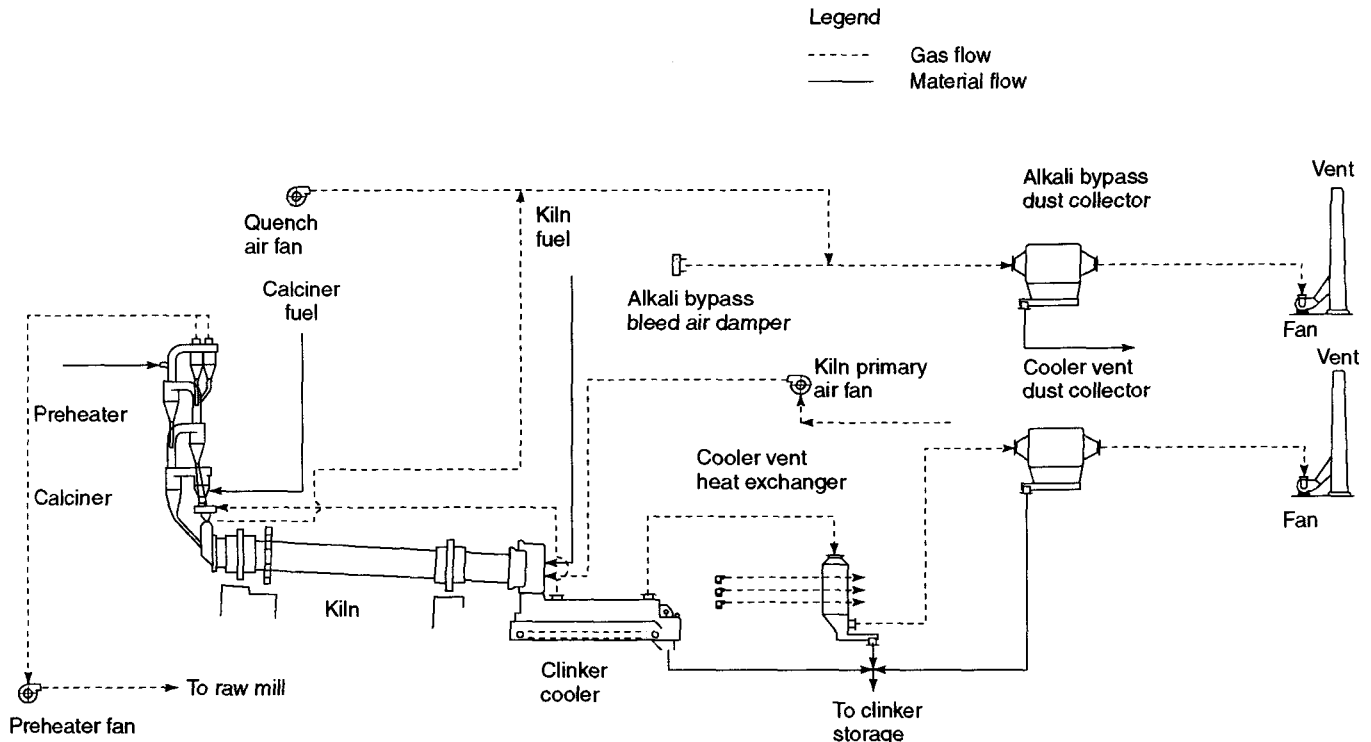 Legend
Gas flow
Material flow
Vent
Alkali bypass
dust collector
Quench
air fan
Kiln
fuel
Calciner
fuel
Alkali bypass
bleed air damper
Fan
Vent
Cooler vent
dust collector
Kiln primary
air fan
Preheater
Cooler vent
heat exchanger
Calciner
Fan
Kiln
Clinker
cooler
To raw mill
To clinker
storage
Preheater fan